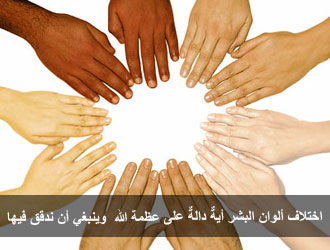 اختلاف ألوان البشر آيةٌ دالةٌ على عظمة الله وينبغي أن ندقق فيها